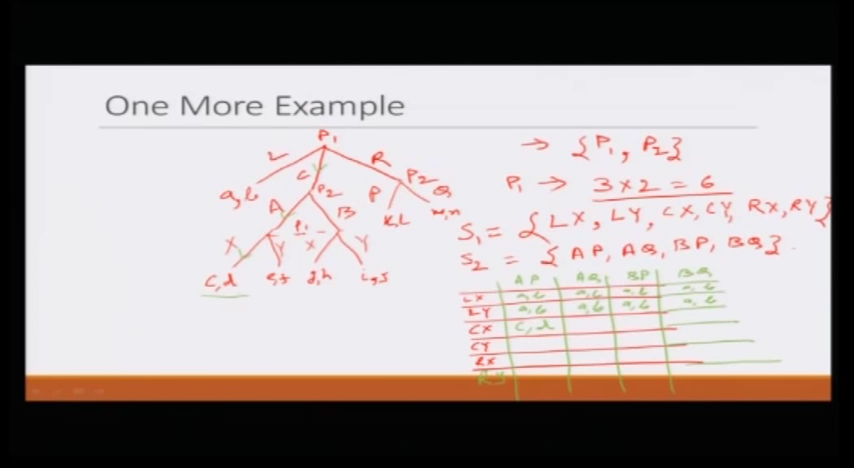 One More Example
P1
L C R
a,b
P2
P2
A B
P Q
k,l m,n
P1
X Y X Y
c,d e,f g,h i,j
→ {P1, P2}
P1 → 3 x 2 = 6
S1 = {LX, LY, CX, CY, RX, RY}
S2 = {AP, AQ, BP, BQ}.
AP AQ BP BQ
LX a,b a,b a,b a,b
LY a,b a,b a,b a,b
CX c,d
CY
RX
RY